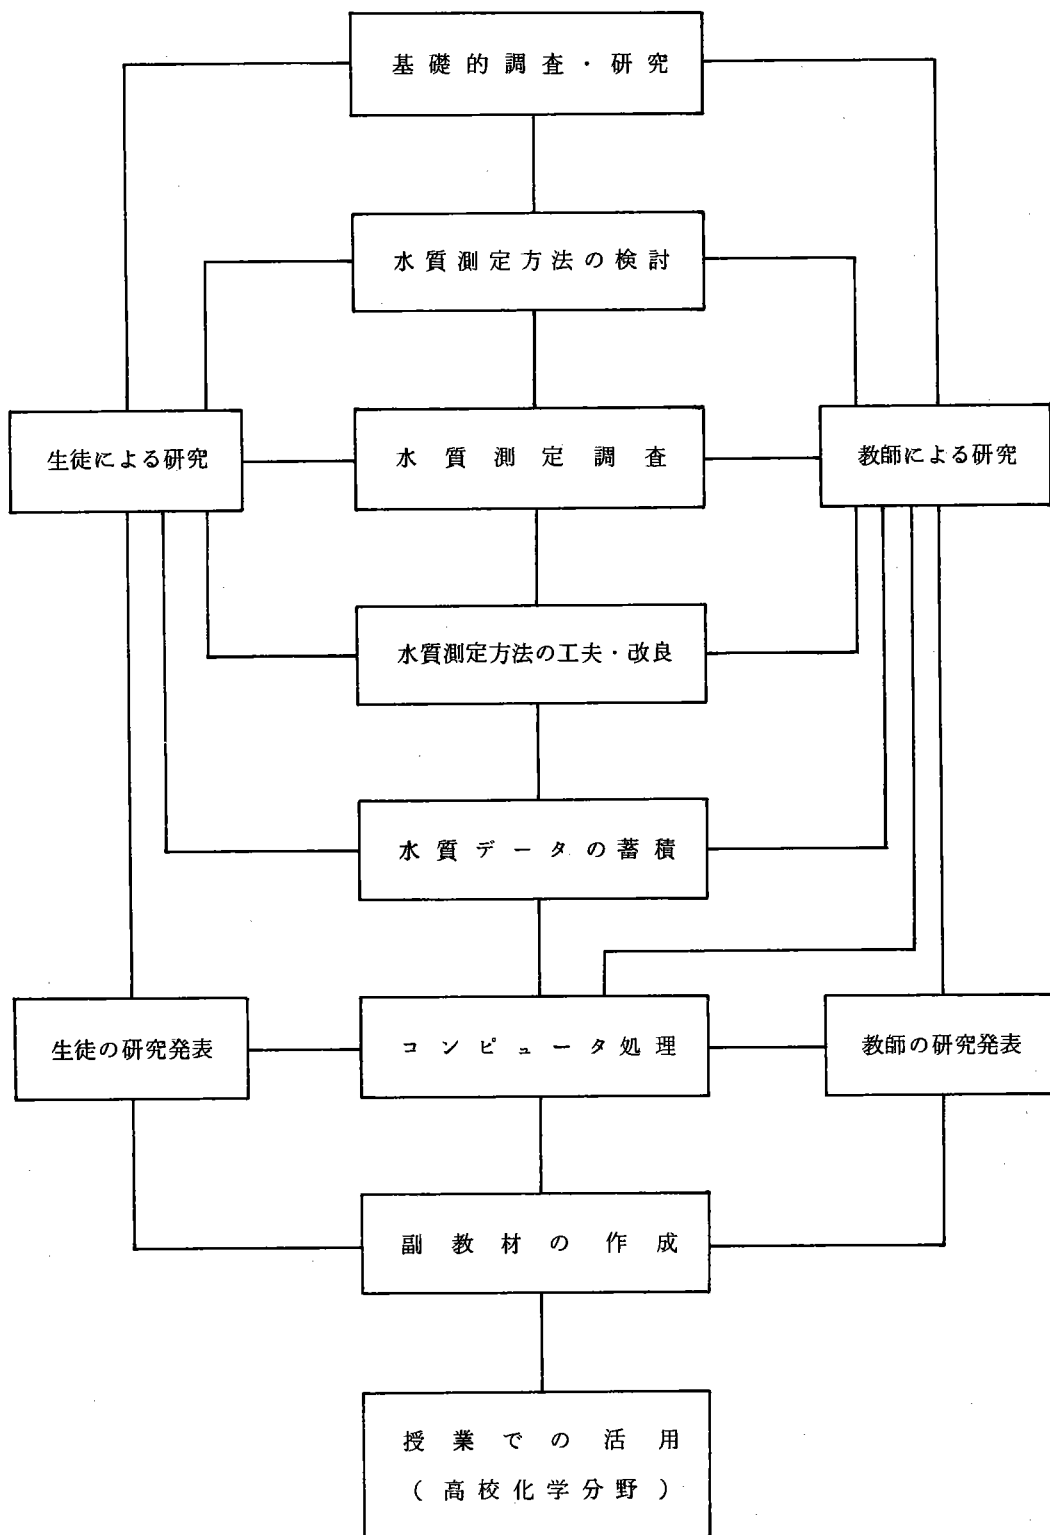 基礎的調査・研究
水質測定方法の検討
生徒による研究
水質測定調査
教師による研究
水質測定方法の工夫・改良
水質データの蓄積
生徒の研究発表
コンピュータ処理
教師の研究発表
副教材の作成
授業での活用
(高校化学分野)